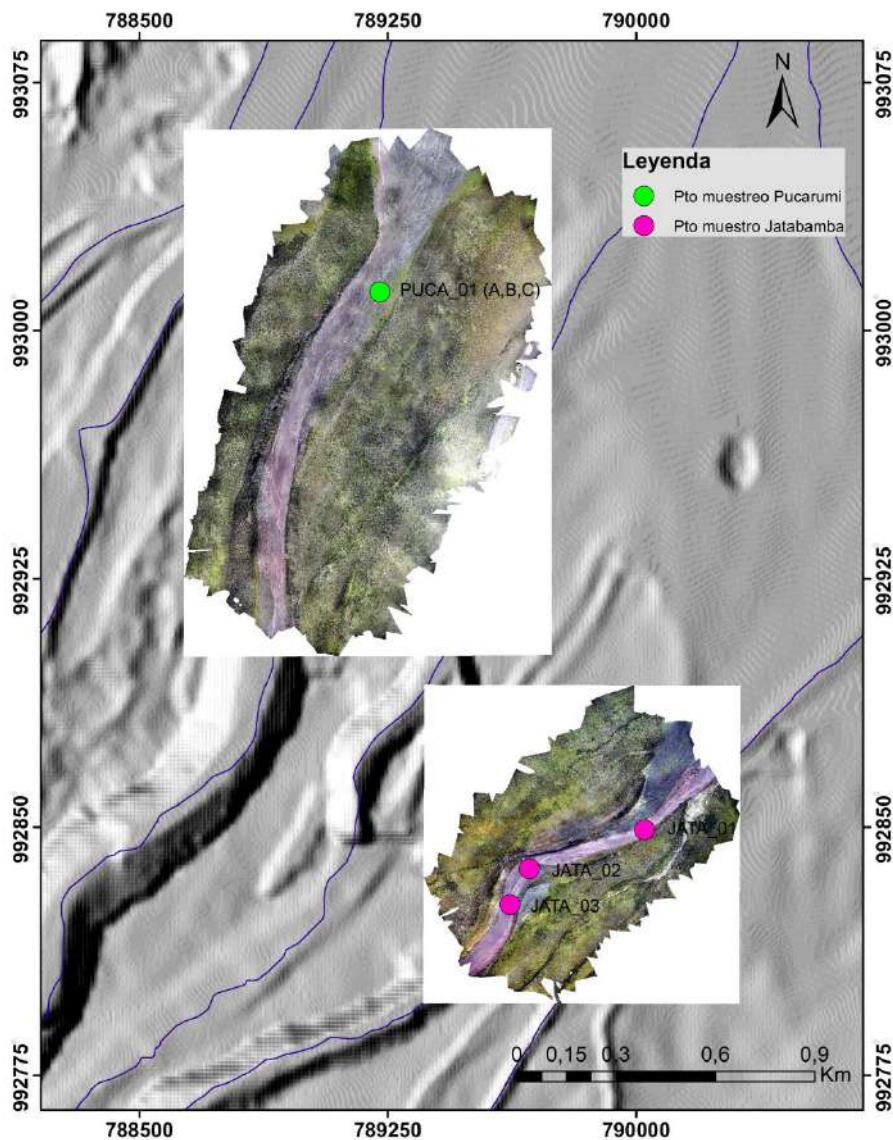 788500 789250 790000
993075
993075
N
Leyenda
Pto muestreo Pucarumi
Pto muestro Jatabamba
PUCA_01 (A,B,C)
993000
993000
992925
992925
992850
992850
JATA_01
JATA_02
JATA_03
992775
992775
0 0,15 0,3 0,6 0,9
Km
788500 789250 790000